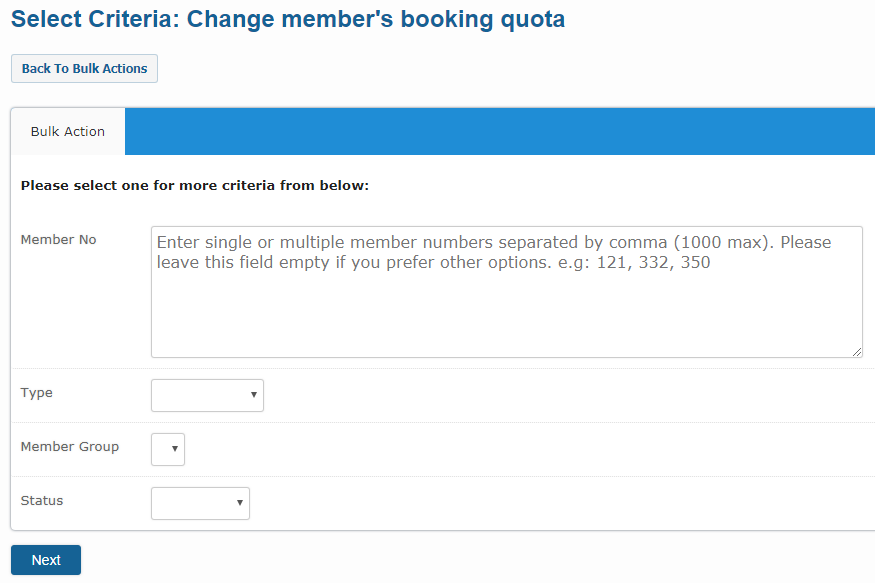 Select Criteria: Change member's booking quota
Back To Bulk Actions
Bulk Action
Please select one for more criteria from below:
Member No
Enter single or multiple member numbers separated by comma (1000 max). Please
leave this field empty if you prefer other options. e.g: 121, 332, 350
Type
Member Group
Status
Next